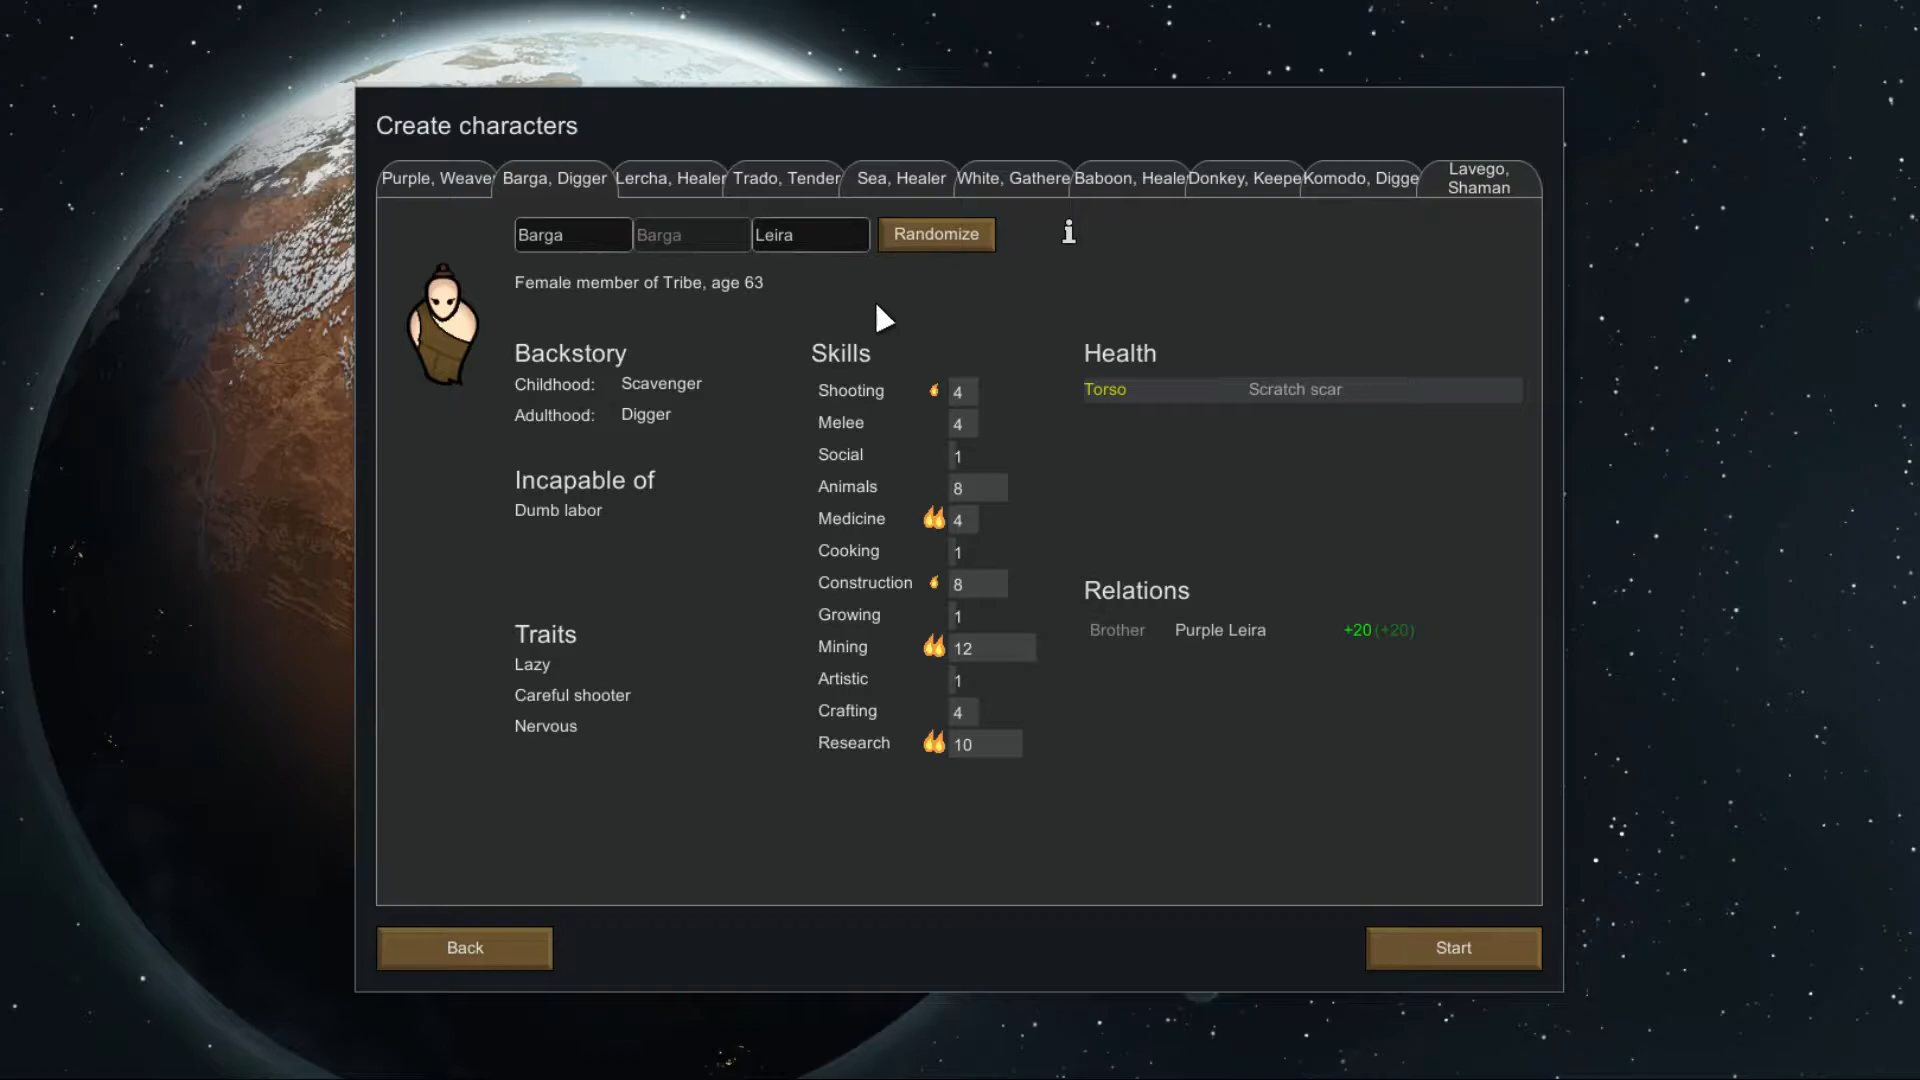 Create characters
Purple, Weave
Barga, Digger
Lercha, Healer
Trado, Tender
Sea, Healer
White, Gathere
Baboon, Heale
Donkey, Keepe
Komodo, Digge
Lavego,
Shaman
Barga
Barga
Leira
Randomize
Female member of Tribe, age 63
Backstory
Childhood: Scavenger
Adulthood: Digger
Incapable of
Dumb labor
Traits
Lazy
Careful shooter
Nervous
Skills
Shooting 4
Melee 4
Social 1
Animals 8
Medicine 4
Cooking 1
Construction 8
Growing 1
Mining 12
Artistic 1
Crafting 4
Research 10
Health
Torso Scratch scar
Relations
Brother Purple Leira +20 (+20)
Back
Start